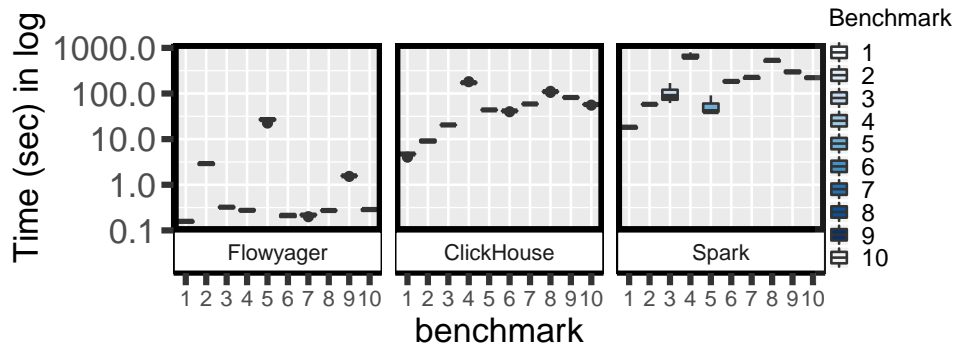 Time (sec) in log
1000.0
100.0
10.0
1.0
0.1
Flowyager
ClickHouse
Spark
1 2 3 4 5 6 7 8 9 10
1 2 3 4 5 6 7 8 9 10
1 2 3 4 5 6 7 8 9 10
benchmark
Benchmark
1
2
3
4
5
6
7
8
9
10